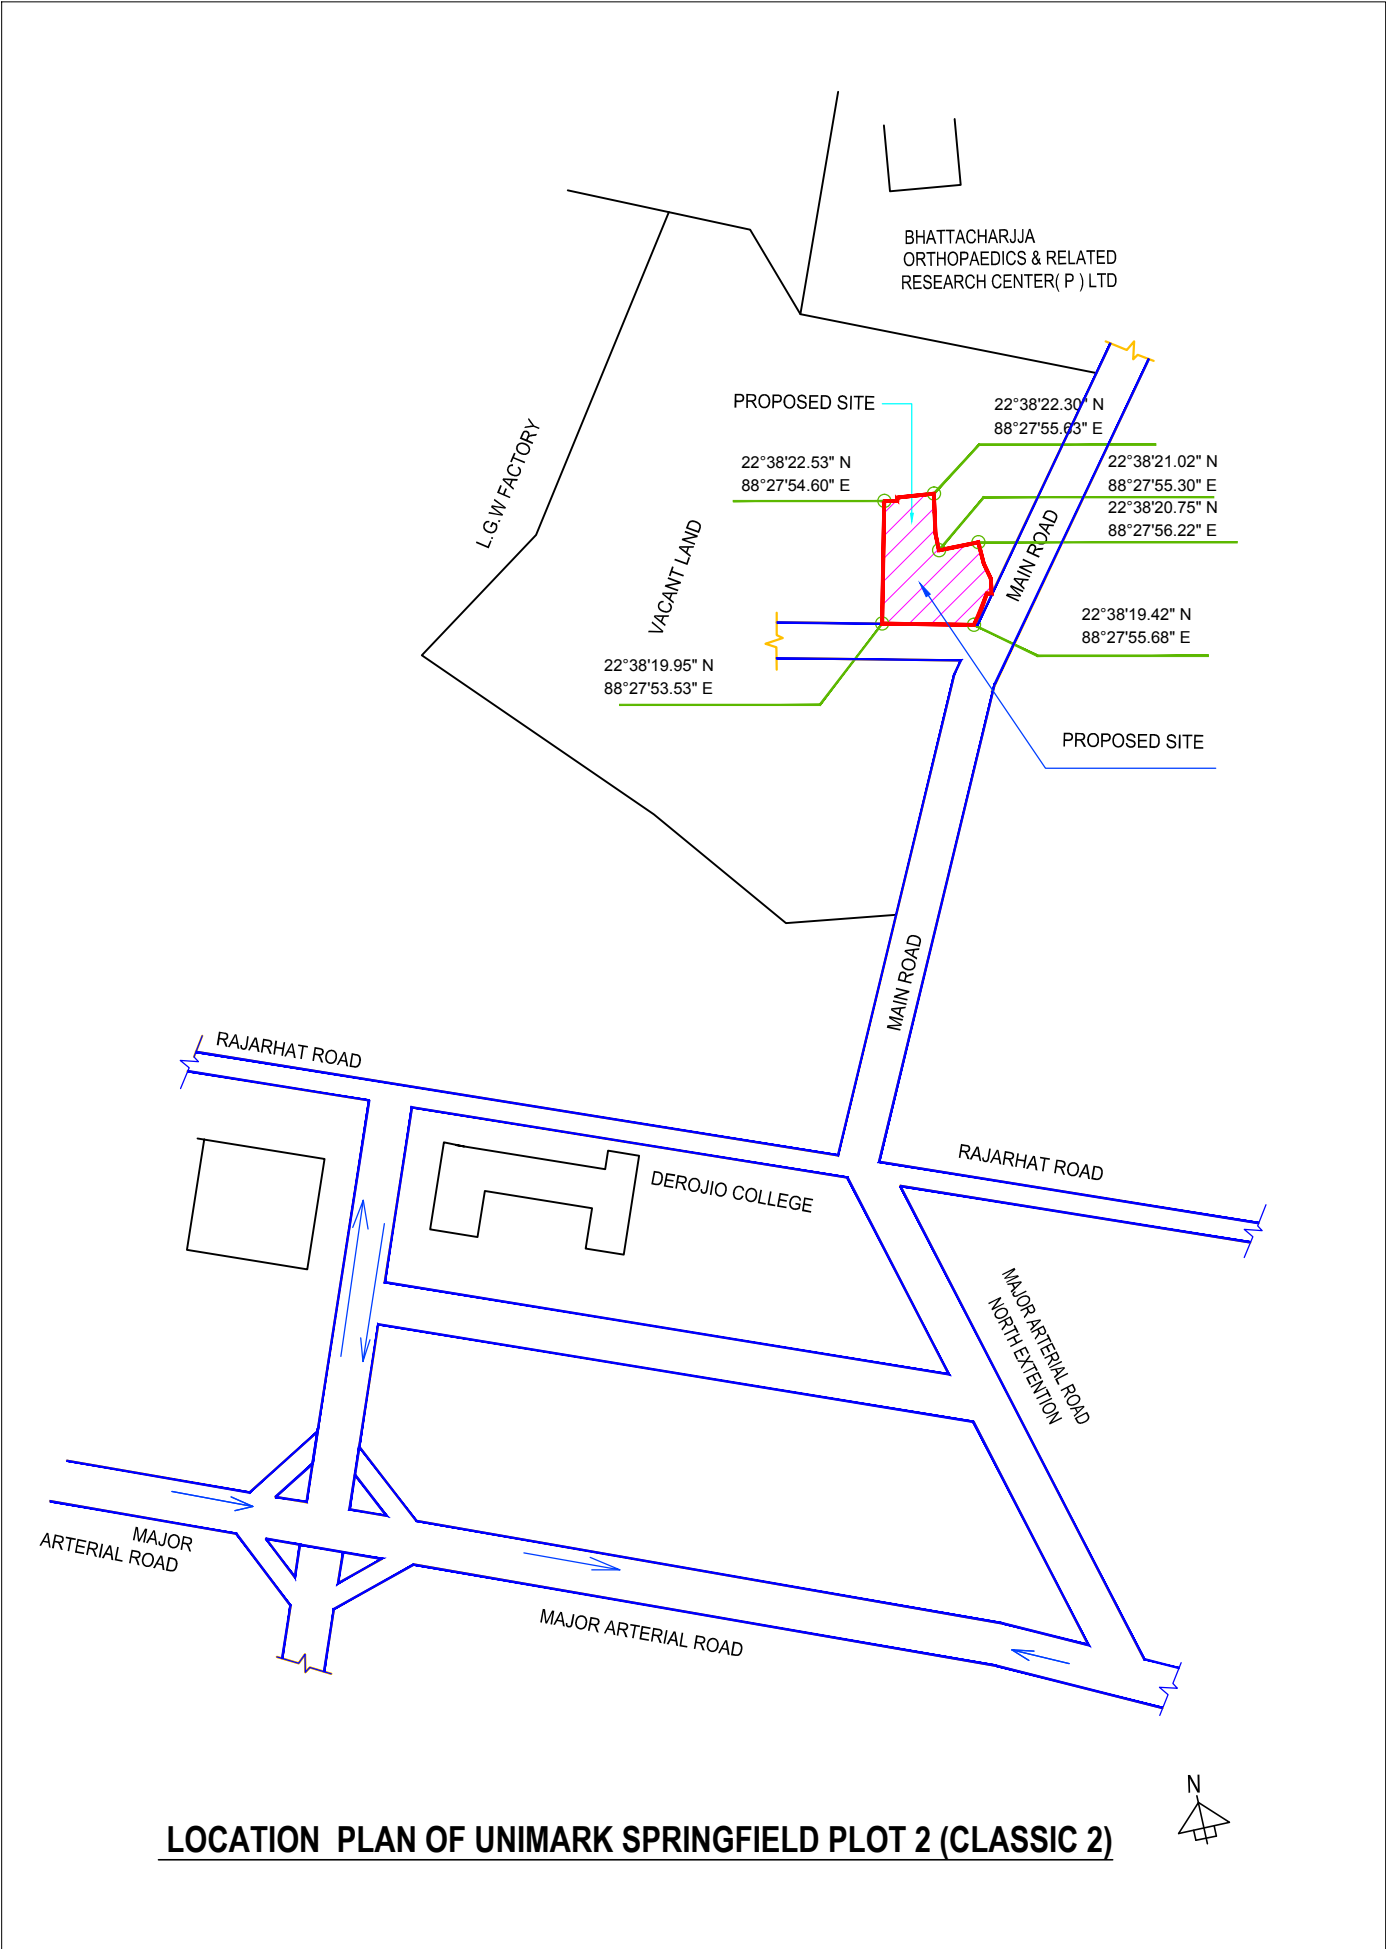 BHATTACHARJJA
ORTHOPAEDICS & RELATED
RESEARCH CENTER( P ) LTD
PROPOSED SITE
22°38'22.30" N
88°27'55.63" E
22°38'22.53" N
88°27'54.60" E
22°38'21.02" N
88°27'55.30" E
22°38'20.75" N
88°27'56.22" E
L.G.W FACTORY
VACANT LAND
MAIN ROAD
22°38'19.42" N
88°27'55.68" E
22°38'19.95" N
88°27'53.53" E
PROPOSED SITE
MAIN ROAD
RAJARHAT ROAD
RAJARHAT ROAD
DEROJIO COLLEGE
MAJOR ARTERIAL ROAD
NORTH EXTENTION
MAJOR
ARTERIAL ROAD
MAJOR ARTERIAL ROAD
N
LOCATION PLAN OF UNIMARK SPRINGFIELD PLOT 2 (CLASSIC 2)